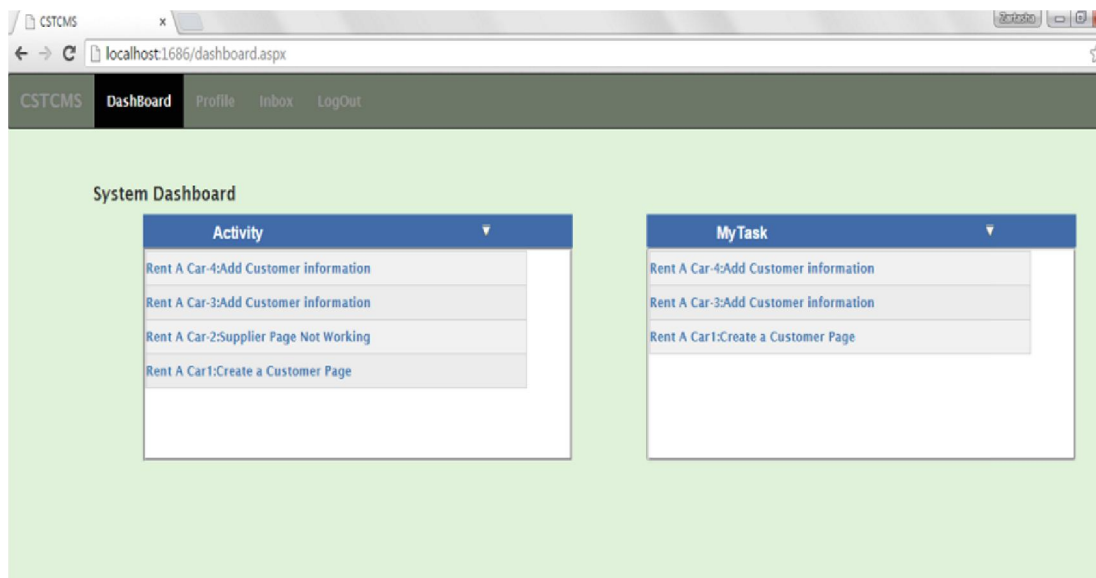 CSTCMS
localhost:1686/dashboard.aspx
CSTCMS DashBoard Profile Inbox LogOut
System Dashboard
Activity
Rent A Car-4:Add Customer information
Rent A Car-3:Add Customer information
Rent A Car-2:Supplier Page Not Working
Rent A Car1:Create a Customer Page
MyTask
Rent A Car-4:Add Customer information
Rent A Car-3:Add Customer information
Rent A Car1:Create a Customer Page